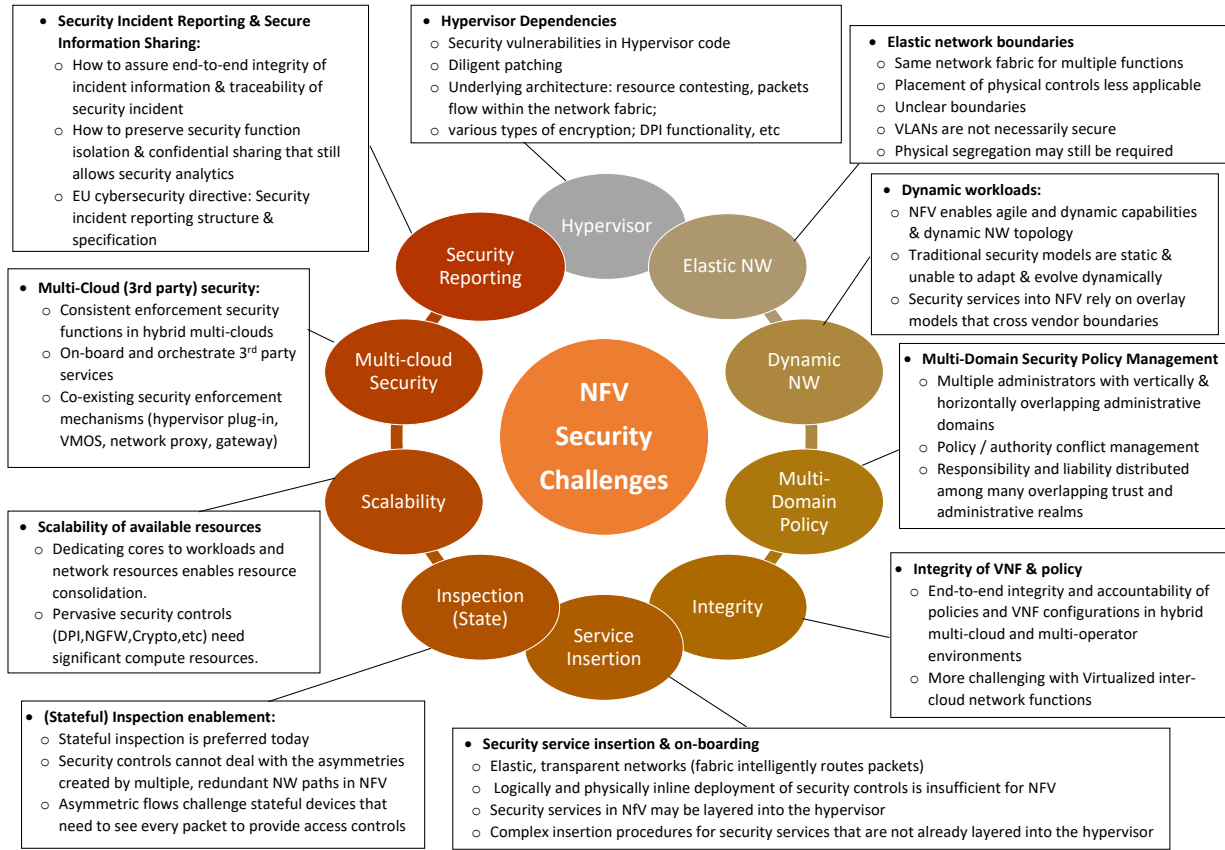 • Security Incident Reporting & Secure
Information Sharing:
o How to assure end-to-end integrity of
incident information & traceability of
security incident
o How to preserve security function
isolation & confidential sharing that still
allows security analytics
o EU cybersecurity directive: Security
incident reporting structure &
specification
• Hypervisor Dependencies
o Security vulnerabilities in Hypervisor code
o Diligent patching
o Underlying architecture: resource contesting, packets
flow within the network fabric;
o various types of encryption; DPI functionality, etc
• Elastic network boundaries
o Same network fabric for multiple functions
o Placement of physical controls less applicable
o Unclear boundaries
o VLANs are not necessarily secure
o Physical segregation may still be required
• Dynamic workloads:
o NFV enables agile and dynamic capabilities
& dynamic NW topology
o Traditional security models are static &
unable to adapt & evolve dynamically
o Security services into NFV rely on overlay
models that cross vendor boundaries
• Multi-Cloud (3rd party) security:
o Consistent enforcement security
functions in hybrid multi-clouds
o On-board and orchestrate 3rd party
services
o Co-existing security enforcement
mechanisms (hypervisor plug-in,
VMOS, network proxy, gateway)
• Multi-Domain Security Policy Management
o Multiple administrators with vertically &
horizontally overlapping administrative
domains
o Policy / authority conflict management
o Responsibility and liability distributed
among many overlapping trust and
administrative realms
Hypervisor
Security
Reporting
Elastic NW
Multi-cloud
Security
Dynamic
NW
NFV
Security
Challenges
Scalability
Multi-
Domain
Policy
Inspection
(State)
Integrity
Service
Insertion
• Scalability of available resources
o Dedicating cores to workloads and
network resources enables resource
consolidation.
o Pervasive security controls
(DPI,NGFW,Crypto,etc) need
significant compute resources.
• Integrity of VNF & policy
o End-to-end integrity and accountability of
policies and VNF configurations in hybrid
multi-cloud and multi-operator
environments
o More challenging with Virtualized inter-
cloud network functions
• (Stateful) Inspection enablement:
o Stateful inspection is preferred today
o Security controls cannot deal with the asymmetries
created by multiple, redundant NW paths in NFV
o Asymmetric flows challenge stateful devices that
need to see every packet to provide access controls
• Security service insertion & on-boarding
o Elastic, transparent networks (fabric intelligently routes packets)
o Logically and physically inline deployment of security controls is insufficient for NFV
o Security services in NfV may be layered into the hypervisor
o Complex insertion procedures for security services that are not already layered into the hypervisor